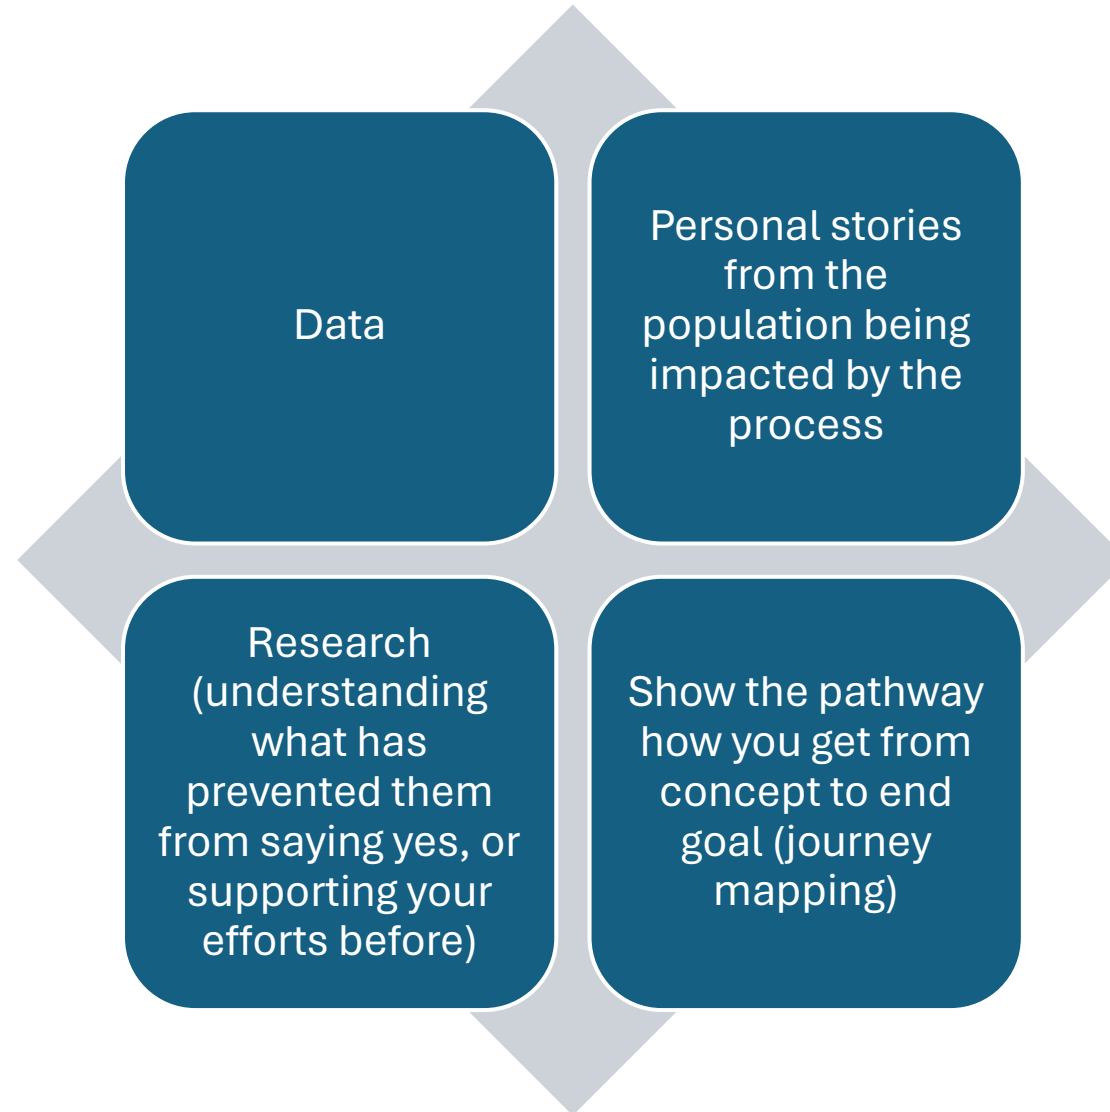 Data
Personal stories
from the
population being
impacted by the
process
Research
(understanding
what has
prevented them
from saying yes, or
supporting your
efforts before)
Show the pathway
how you get from
concept to end
goal (journey
mapping)